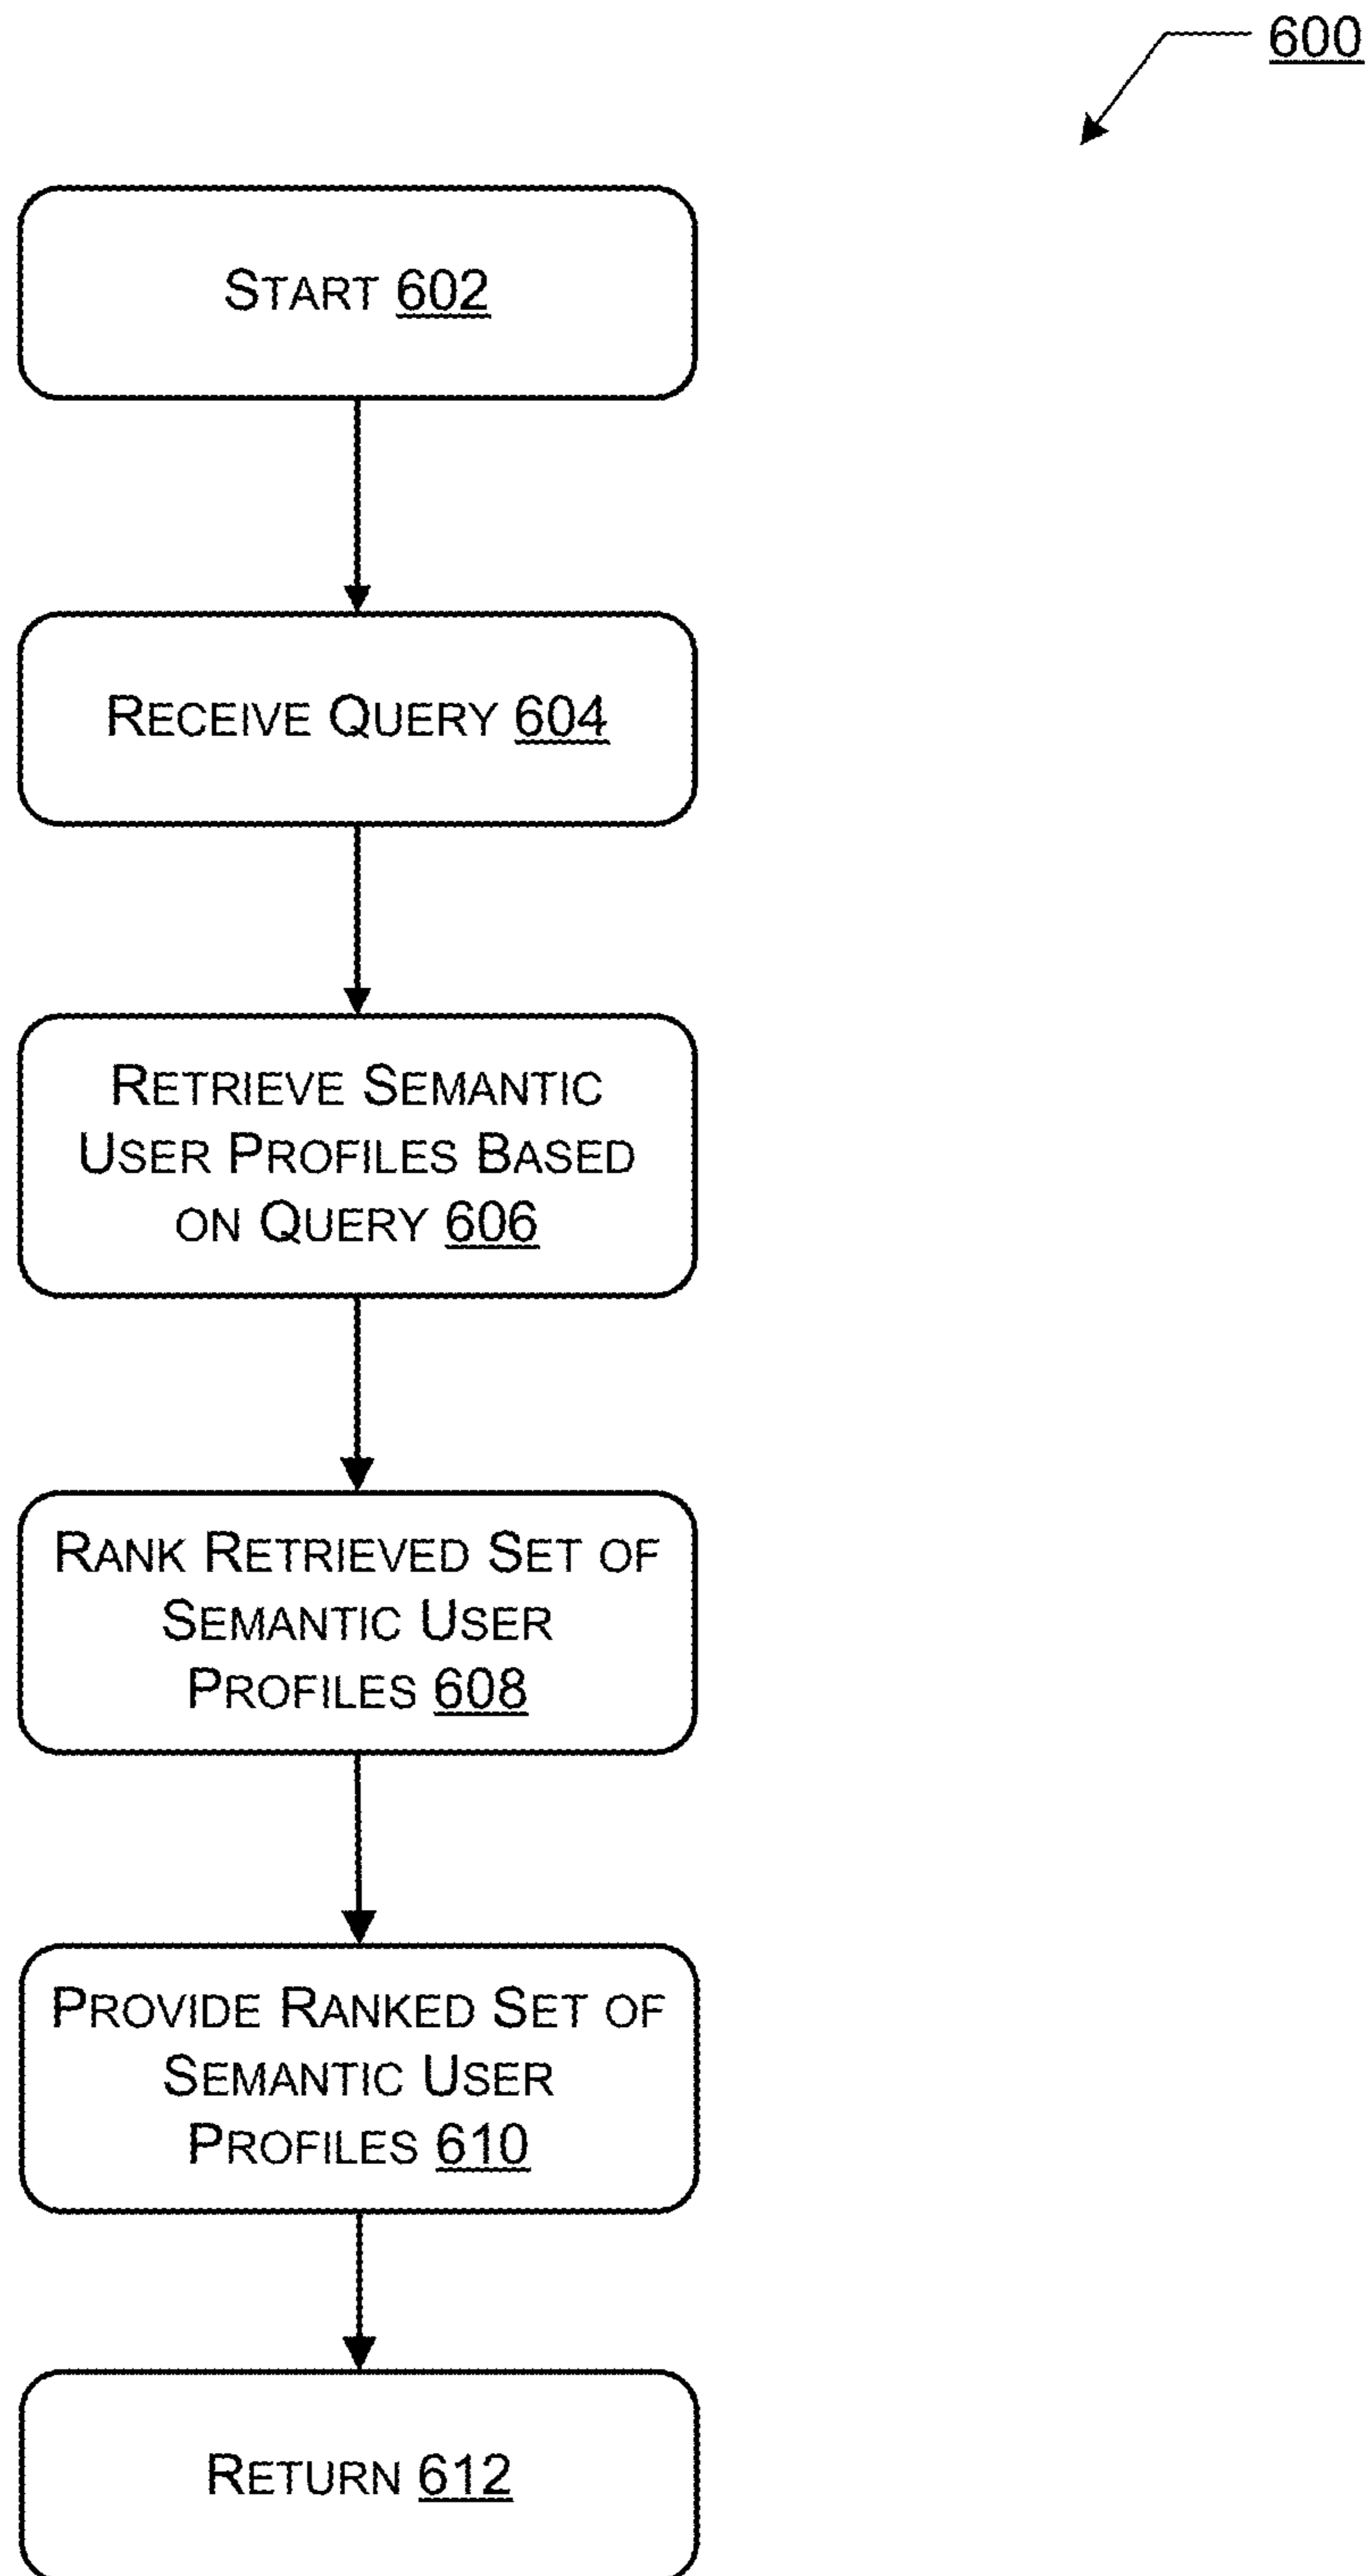 600
START 602
RECEIVE QUERY 604
RETRIEVE SEMANTIC
USER PROFILES BASED
ON QUERY 606
RANK RETRIEVED SET OF
SEMANTIC USER
PROFILES 608
PROVIDE RANKED SET OF
SEMANTIC USER
PROFILES 610
RETURN 612